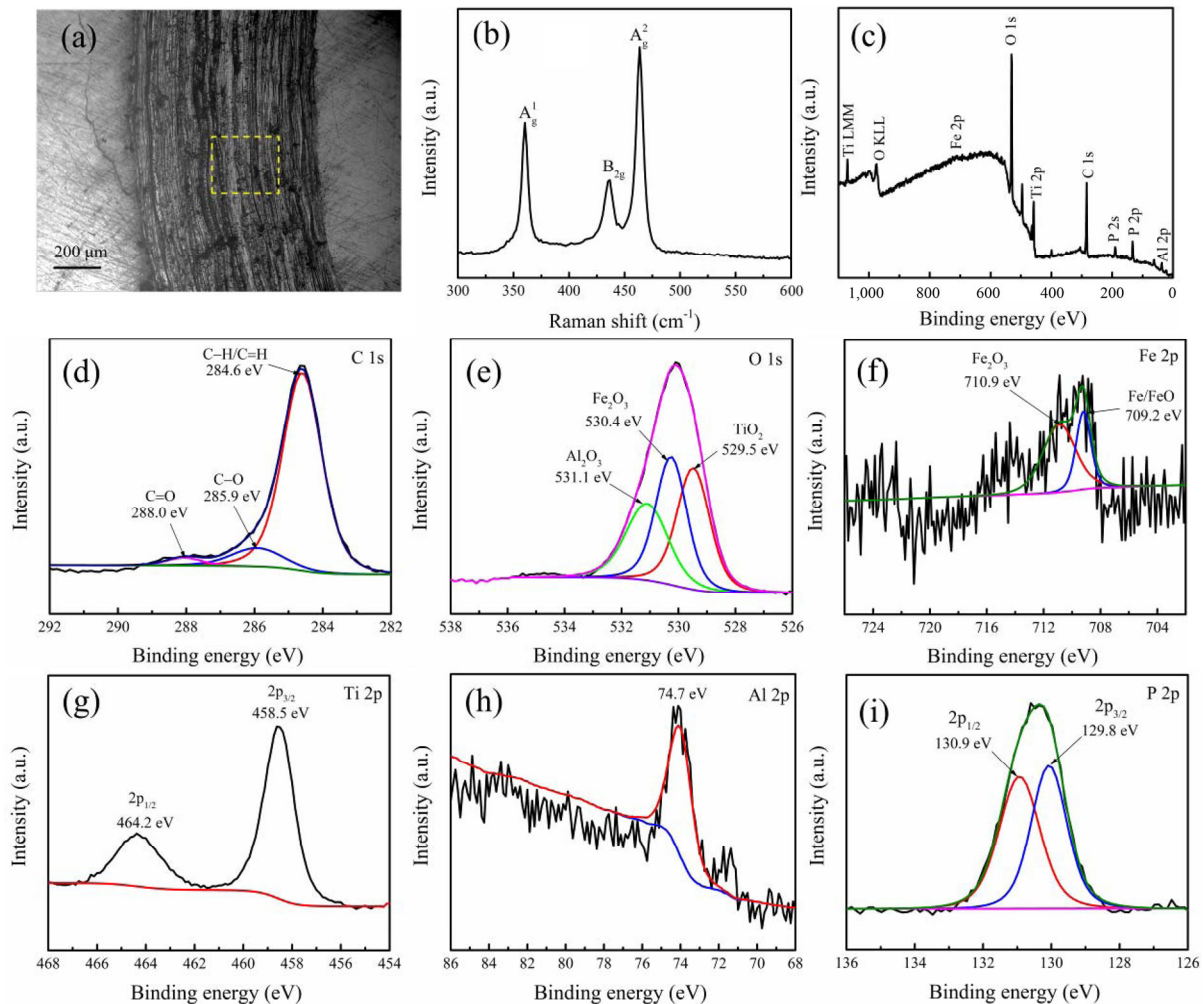 (a)
200 μm
(b)
A¹g
B2g
A²g
Intensity (a.u.)
300 350 400 450 500 550 600
Raman shift (cm⁻¹)
(c)
Ti LMM
O KLL
Fe 2p
O 1s
Ti 2p
C 1s
P 2s
P 2p
Al 2p
Intensity (a.u.)
1,000 800 600 400 200 0
Binding energy (eV)
(d)
C 1s
C−H/C=H
284.6 eV
C−O
285.9 eV
C=O
288.0 eV
Intensity (a.u.)
292 290 288 286 284 282
Binding energy (eV)
(e)
O 1s
Fe₂O₃
530.4 eV
TiO₂
529.5 eV
Al₂O₃
531.1 eV
Intensity (a.u.)
538 536 534 532 530 528 526
Binding energy (eV)
(f)
Fe 2p
Fe₂O₃
710.9 eV
Fe/FeO
709.2 eV
Intensity (a.u.)
724 720 716 712 708 704
Binding energy (eV)
(g)
Ti 2p
2p3/2
458.5 eV
2p1/2
464.2 eV
Intensity (a.u.)
468 466 464 462 460 458 456 454
Binding energy (eV)
(h)
74.7 eV
Al 2p
Intensity (a.u.)
86 84 82 80 78 76 74 72 70 68
Binding energy (eV)
(i)
P 2p
2p1/2
130.9 eV
2p3/2
129.8 eV
Intensity (a.u.)
136 134 132 130 128 126
Binding energy (eV)